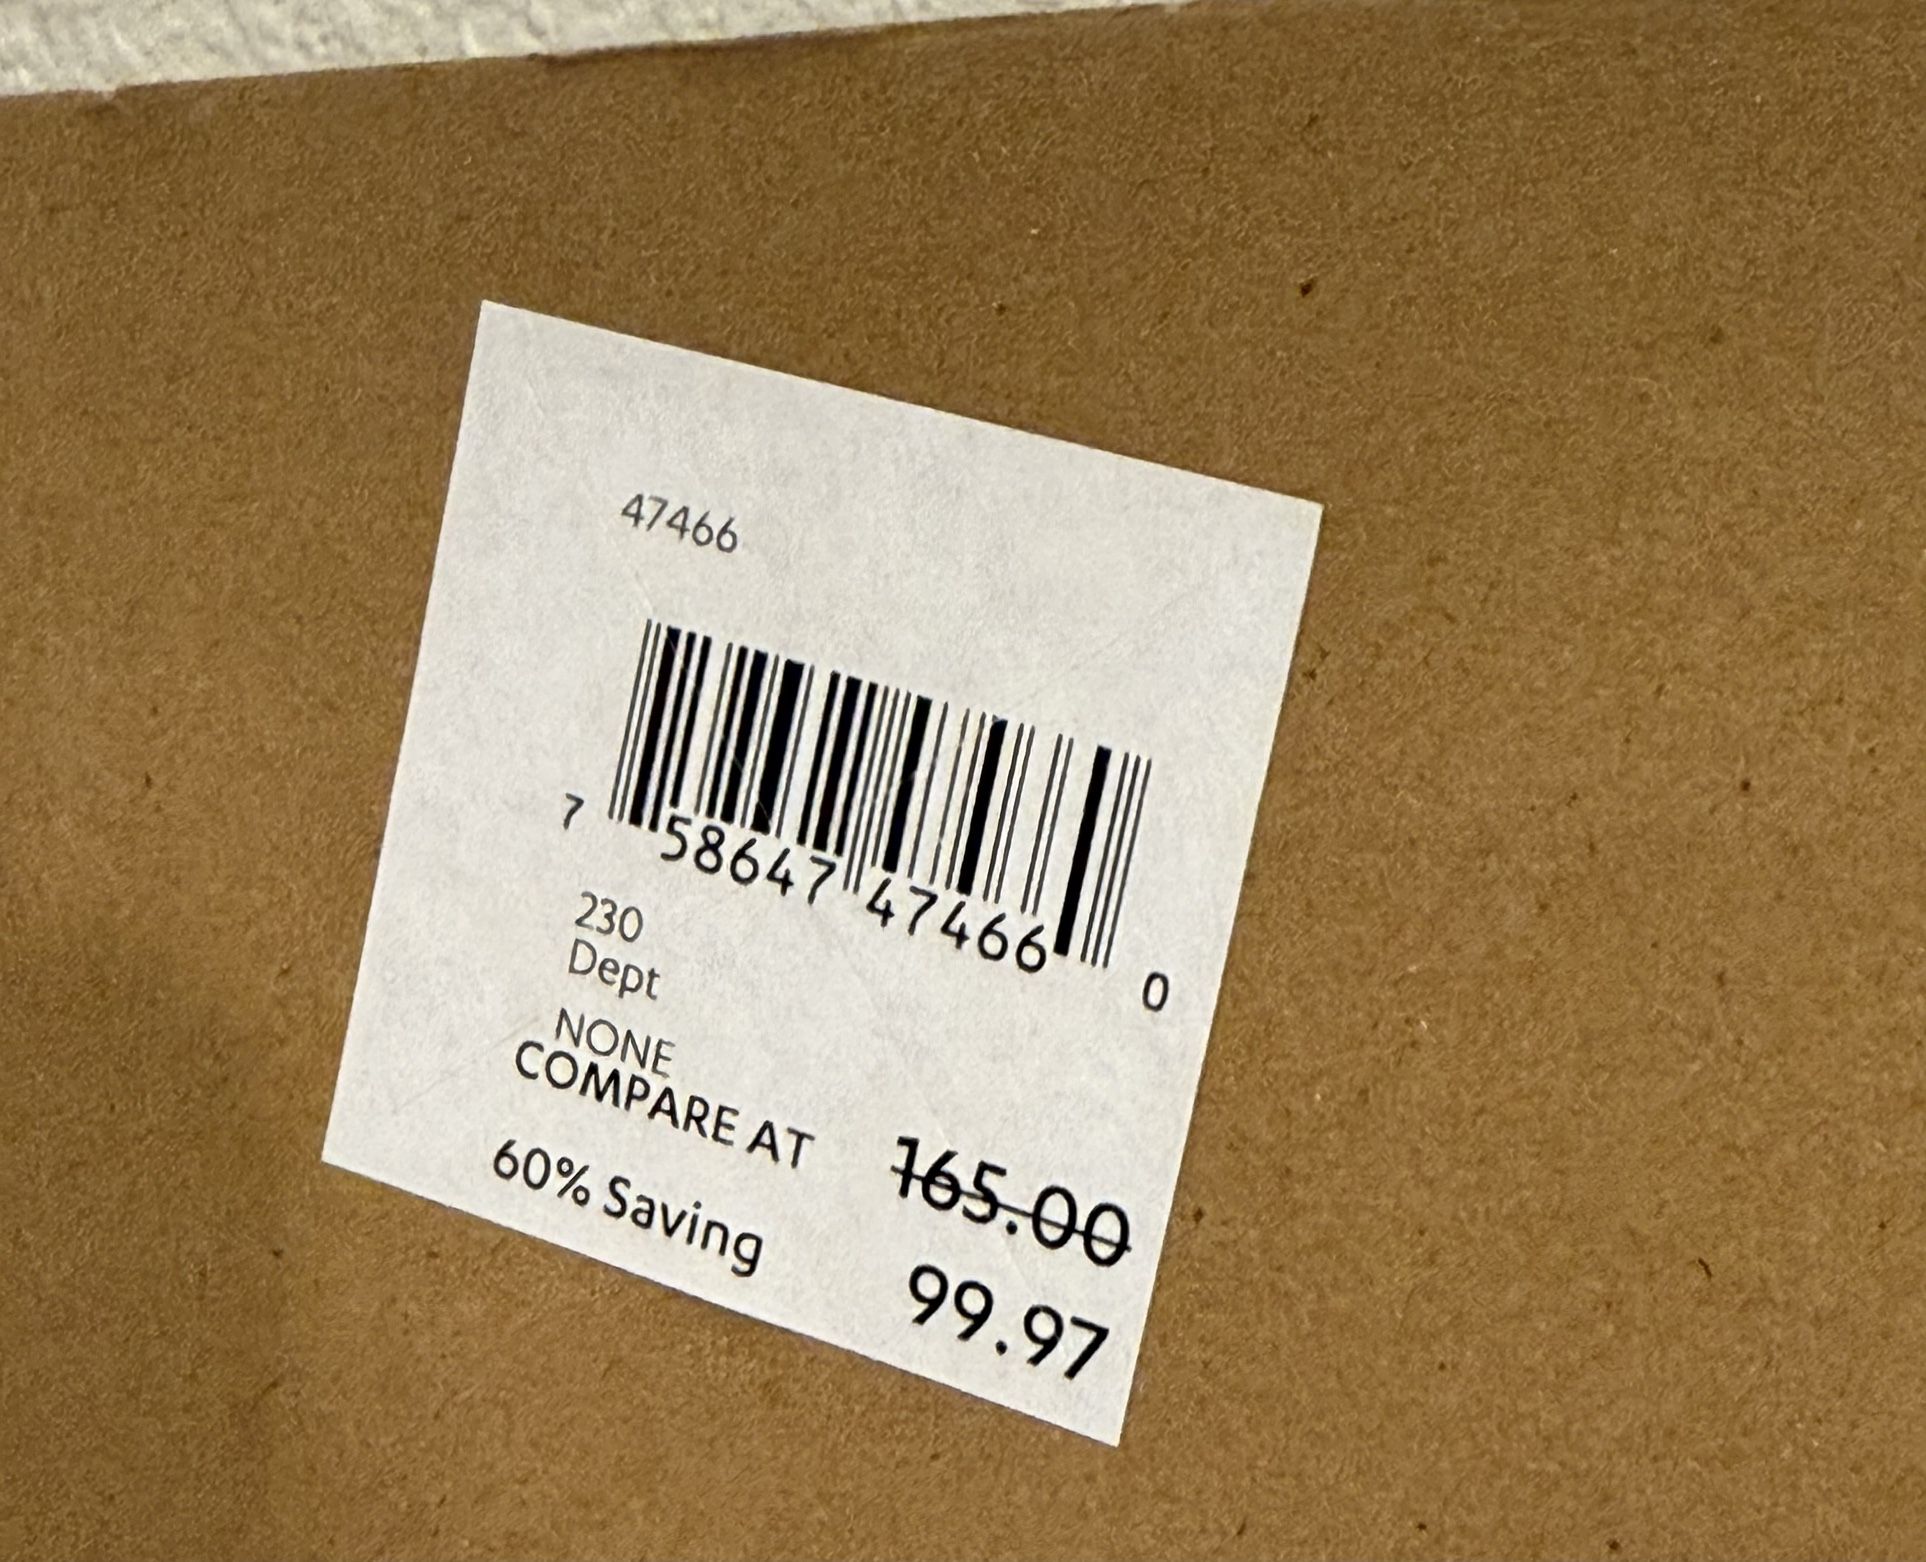 47466
7 58647 47466 0
230
Dept
NONE
COMPARE AT 165.00
60% Saving 99.97